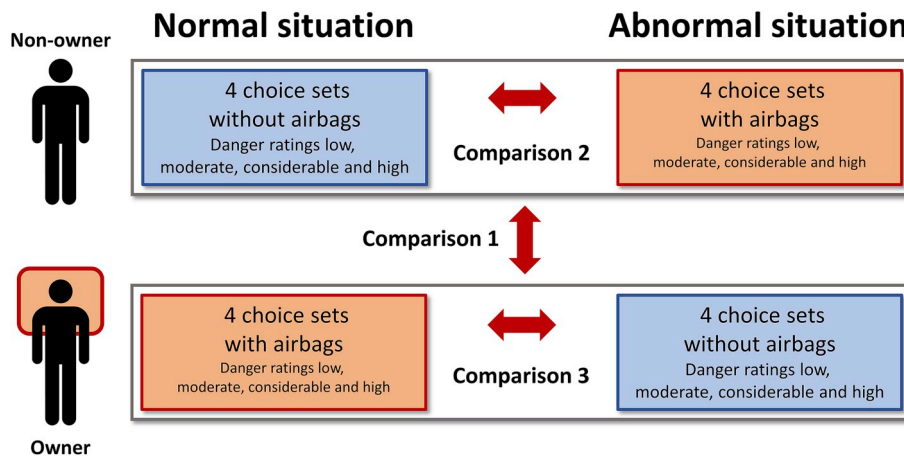 Normal situation
Abnormal situation
Non-owner
4 choice sets
without airbags
Danger ratings low,
moderate, considerable and high
Comparison 2
4 choice sets
with airbags
Danger ratings low,
moderate, considerable and high
Comparison 1
4 choice sets
with airbags
Danger ratings low,
moderate, considerable and high
Comparison 3
4 choice sets
without airbags
Danger ratings low,
moderate, considerable and high
Owner